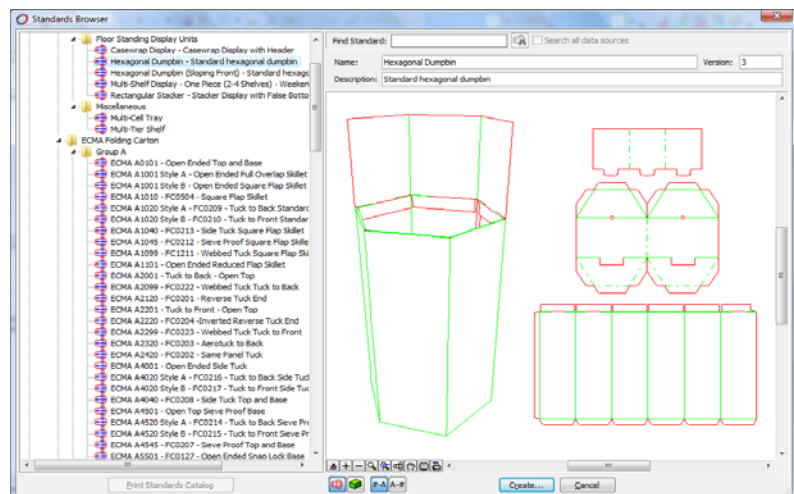 Standards Browser
Floor Standing Display Units
Casewrap Display - Casewrap Display with Header
Hexagonal Dumpbin - Standard hexagonal dumpbin
Hexagonal Dumpbin (Sloping Front) - Standard hexago
Multi-Shelf Display - One Piece (2-4 Shelves) - Weeken
Rectangular Stacker - Stacker Display with False Botto
Miscellaneous
Multi-Cell Tray
Multi-Tier Shelf
ECMA Folding Carton
Group A
ECMA A0101 - Open Ended Top and Base
ECMA A1001 Style A - Open Ended Full Overlap Skillet
ECMA A1001 Style B - Open Ended Square Flap Skillet
ECMA A1010 - FC0504 - Square Flap Skillet
ECMA A1020 Style A - FC0209 - Tuck to Back Standarc
ECMA A1020 Style B - FC0210 - Tuck to Front Standar
ECMA A1040 - FC0213 - Side Tuck Square Flap Skillet
ECMA A1045 - FC0212 - Sieve Proof Square Flap Skille
ECMA A1099 - FC1211 - Webbed Tuck Square Flap Ski
ECMA A1101 - Open Ended Reduced Flap Skillet
ECMA A2001 - Tuck to Back - Open Top
ECMA A2099 - FC0222 - Webbed Tuck Tuck to Back
ECMA A2120 - FC0201 - Reverse Tuck End
ECMA A2201 - Tuck to Front - Open Top
ECMA A2220 - FC0204 -Inverted Reverse Tuck End
ECMA A2299 - FC0223 - Webbed Tuck Tuck to Front
ECMA A2320 - FC0203 - Aerotuck to Back
ECMA A2420 - FC0202 - Same Panel Tuck
ECMA A4001 - Open Ended Side Tuck
ECMA A4020 Style A - FC0216 - Tuck to Back Side Tuc
ECMA A4020 Style B - FC0217 - Tuck to Front Side Tuc
ECMA A4040 - FC0208 - Side Tuck Top and Base
ECMA A4501 - Open Top Sieve Proof Base
ECMA A4520 Style A - FC0214 - Tuck to Back Sieve Prc
ECMA A4520 Style B - FC0215 - Tuck to Front Sieve Pr
ECMA A4545 - FC0207 - Sieve Proof Top and Base
ECMA A5501 - FC0127 - Open Ended Snap Lock Base
Print Standards Catalog
Find Standard:
Search all data sources
Name: Hexagonal Dumpbin Version: 3
Description: Standard hexagonal dumpbin
#-A A-#
Create... Cancel